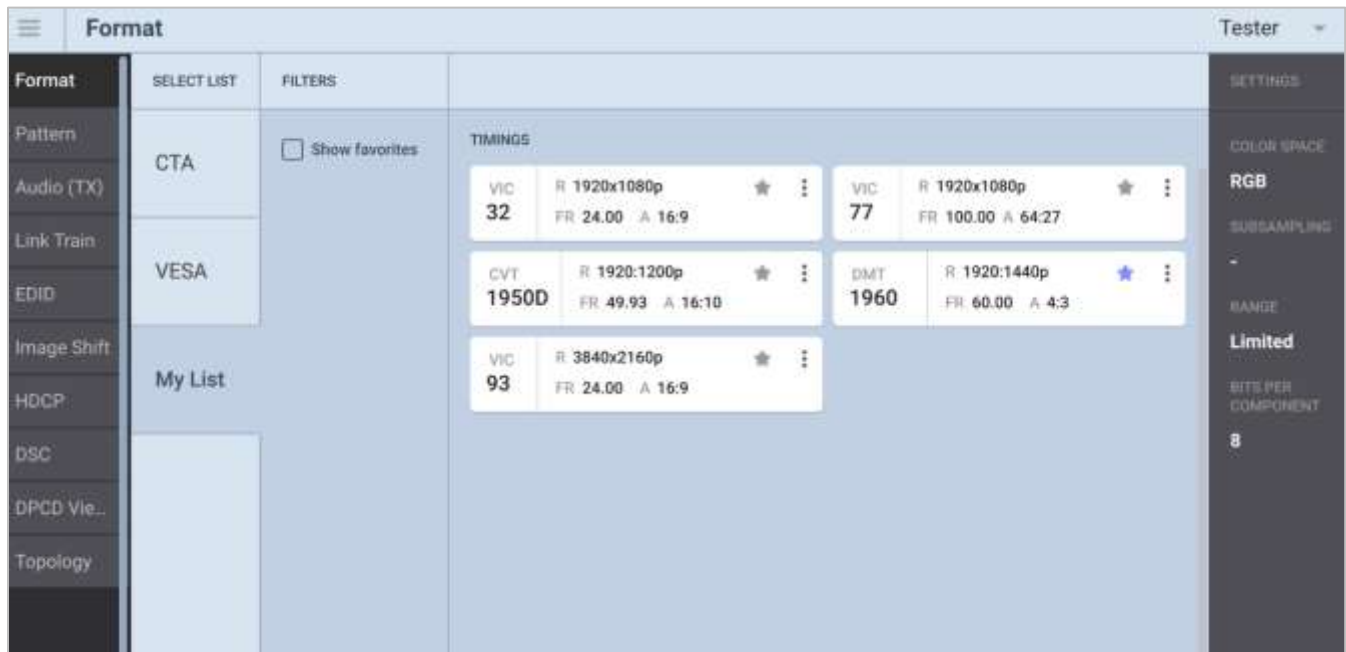 Format
Tester
Format
Pattern
Audio (TX)
Link Train
EDID
Image Shift
HDCP
DSC
DPCD Vie...
Topology
SELECT LIST
CTA
VESA
My List
FILTERS
Show favorites
TIMINGS
VIC
32
R 1920x1080p
FR 24.00 A 16:9
VIC
77
R 1920x1080p
FR 100.00 A 64:27
CVT
1950D
R 1920:1200p
FR 49.93 A 16:10
DMT
1960
R 1920:1440p
FR 60.00 A 4:3
VIC
93
R 3840x2160p
FR 24.00 A 16:9
SETTINGS
COLOR SPACE
RGB
SUBSAMPLING
-
RANGE
Limited
BITS PER
COMPONENT
8